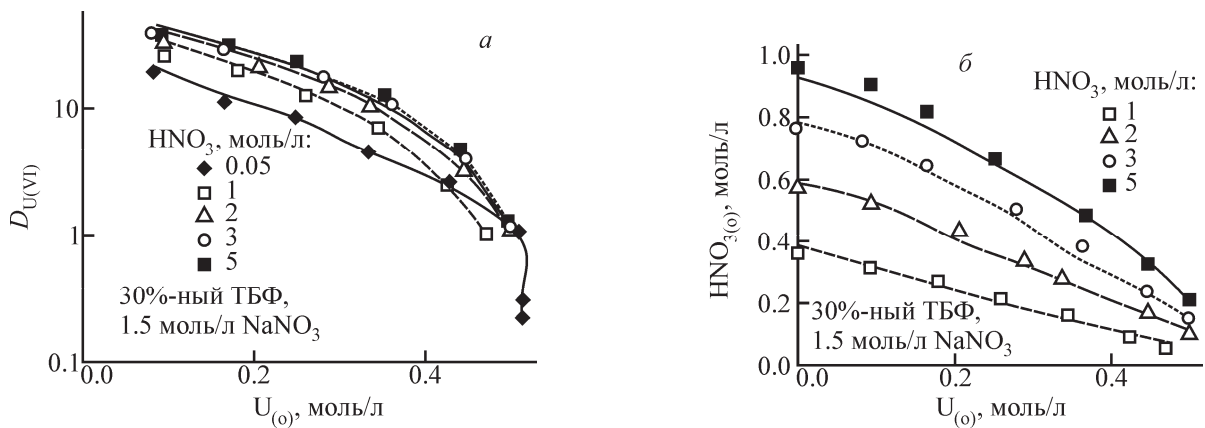 а
10
1
0.1
D_U(VI)
HNO₃, моль/л:
0.05
1
2
3
5
30%-ный ТБФ,
1.5 моль/л NaNO₃
0.0
0.2
0.4
U₍ₒ₎, моль/л
б
1.0
0.8
0.6
0.4
0.2
0.0
HNO₃₍ₒ₎, моль/л
HNO₃, моль/л:
1
2
3
5
30%-ный ТБФ,
1.5 моль/л NaNO₃
0.0
0.2
0.4
U₍ₒ₎, моль/л